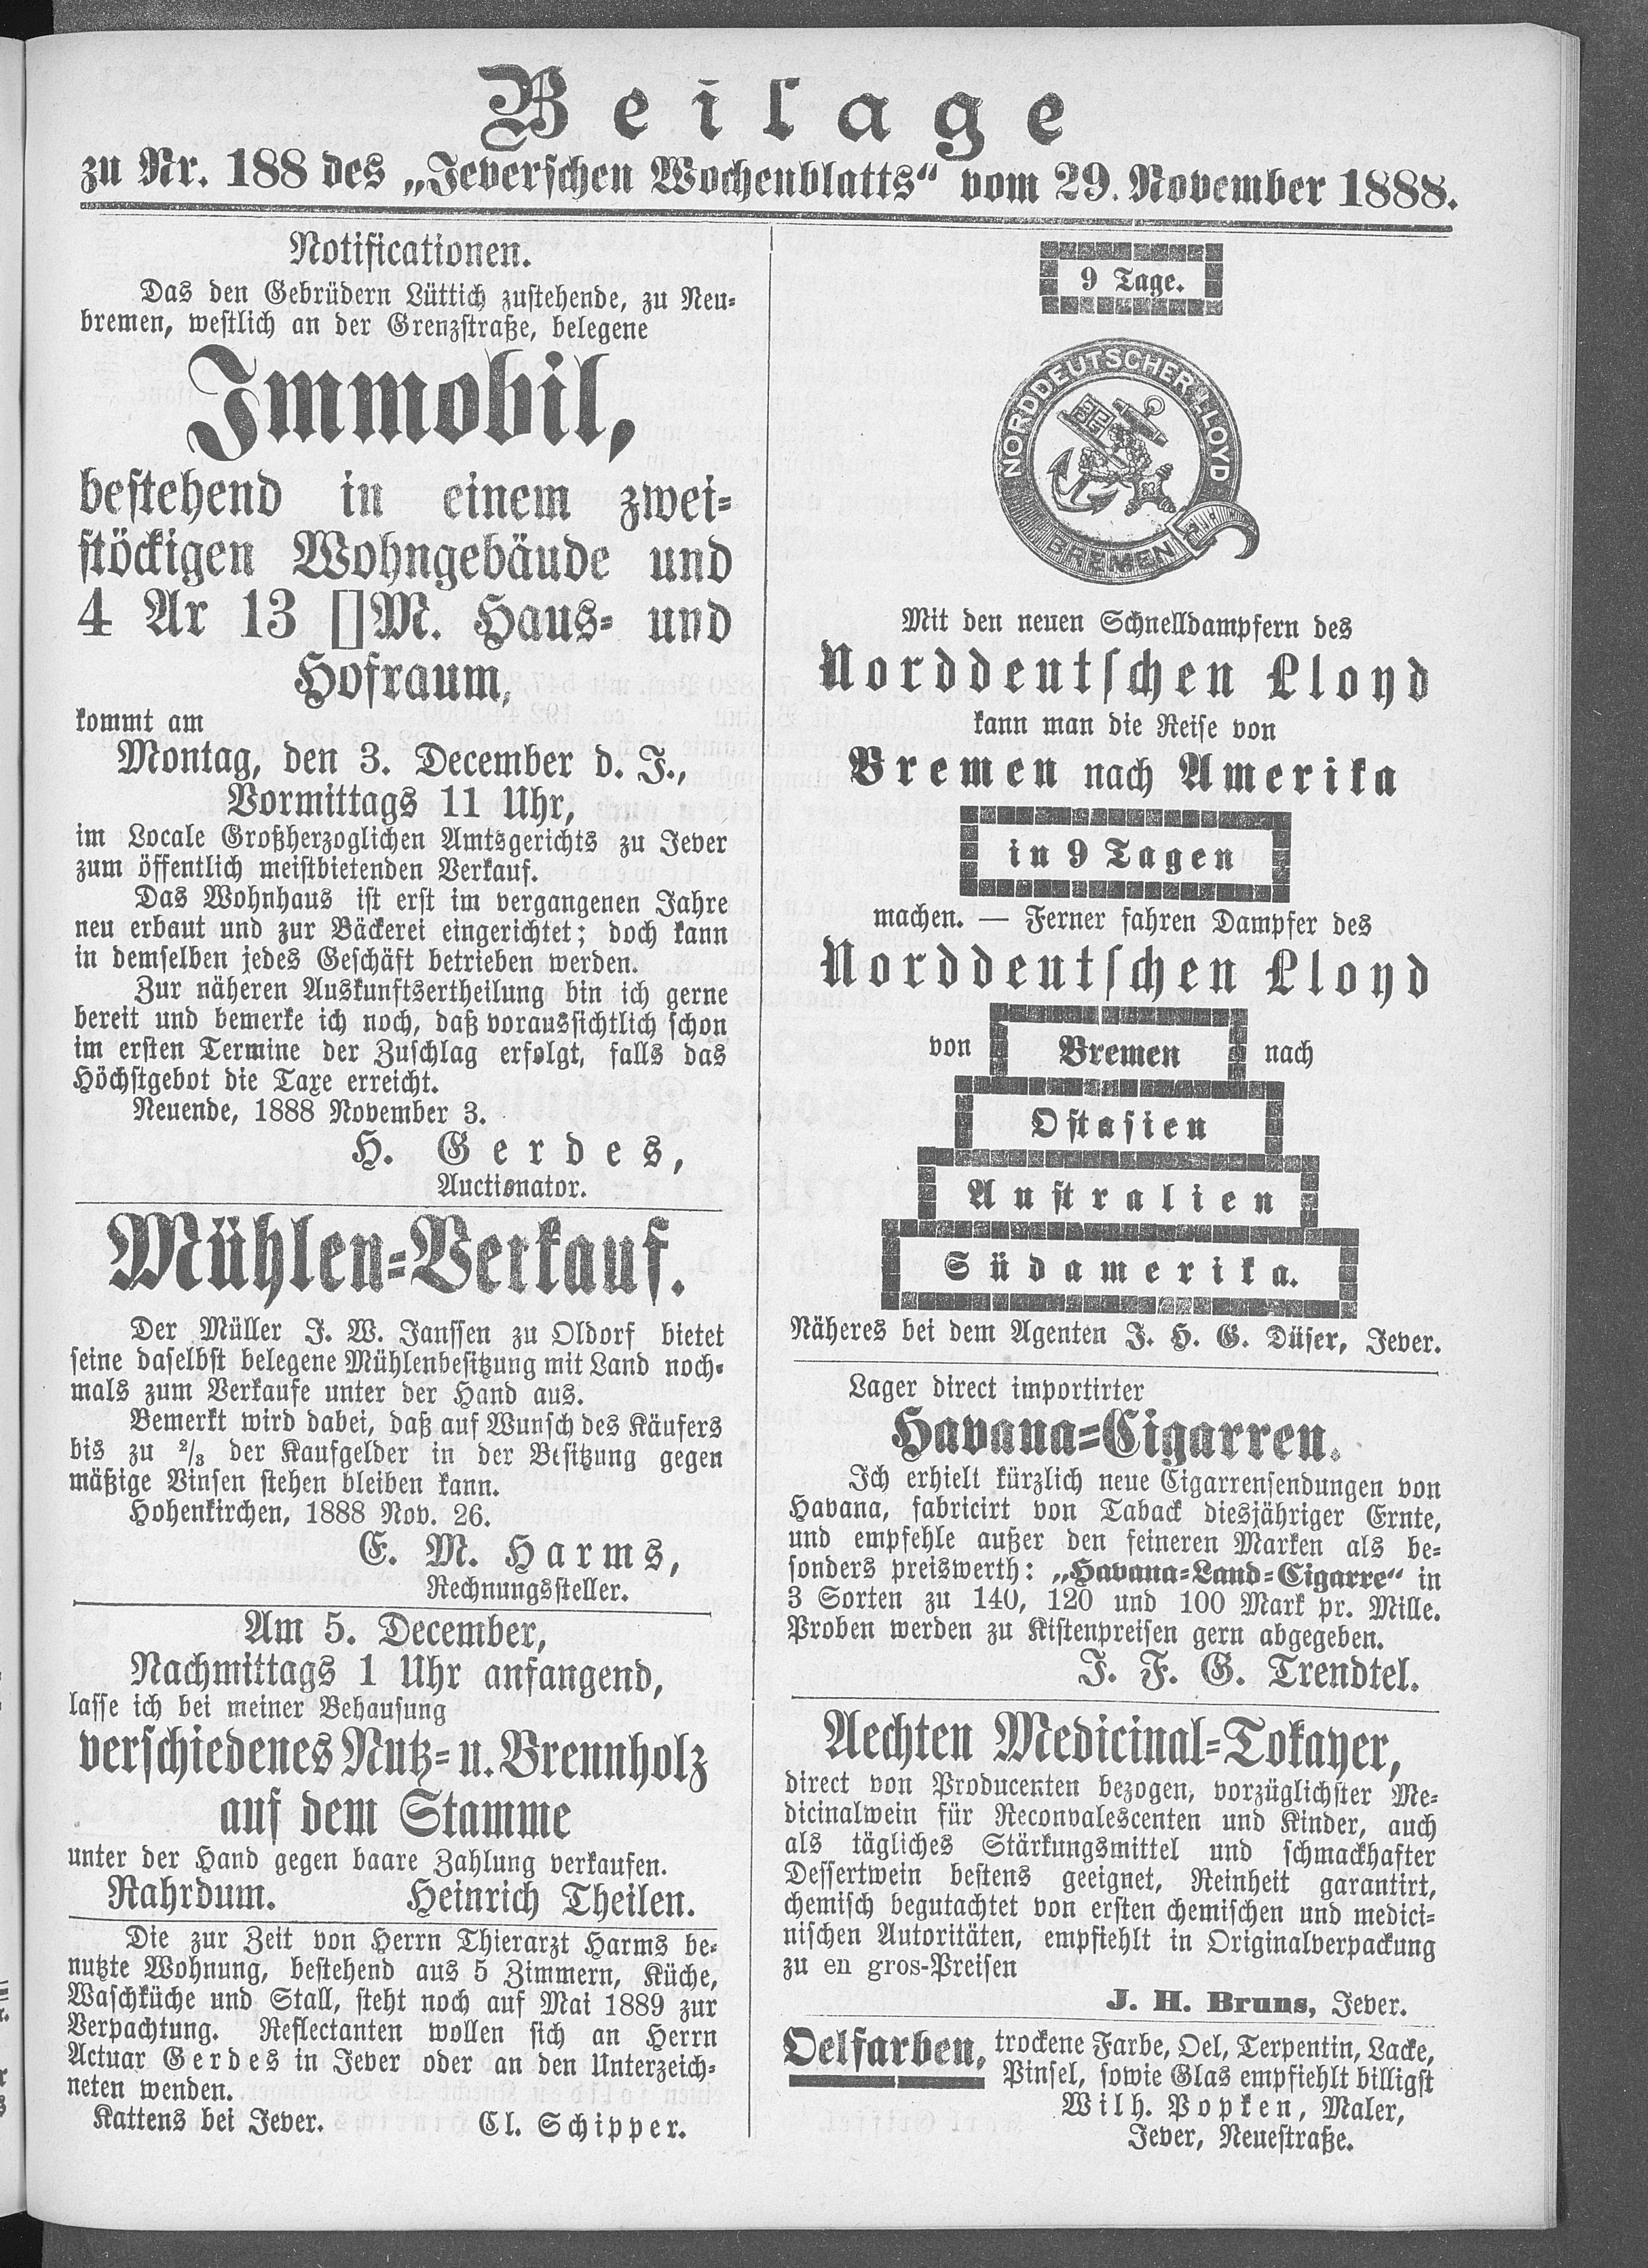 Beilage
zu Nr. 188 des „Jeverschen Wochenblatts“ vom 29. November 1888.
Notificationen.
Das den Gebrüdern Lüttich zustehende, zu Neu-
bremen, westlich an der Grenzstraße, belegene
Immobil,
bestehend in einem zwei-
stöckigen Wohngebäude und
4 Ar 13 []M. Haus- und
Hofraum,
kommt am
Montag, den 3. December d. J.,
Vormittags 11 Uhr,
im Locale Großherzoglichen Amtsgerichts zu Jever
zum öffentlich meistbietenden Verkauf.
Das Wohnhaus ist erst im vergangenen Jahre
neu erbaut und zur Bäckerei eingerichtet; doch kann
in demselben jedes Geschäft betrieben werden.
Zur näheren Auskunftsertheilung bin ich gerne
bereit und bemerke ich noch, daß voraussichtlich schon
im ersten Termine der Zuschlag erfolgt, falls das
Höchstgebot die Taxe erreicht.
Neuende, 1888 November 3.
H. Gerdes,
Auctionator.
Mühlen-Verkauf.
Der Müller J. W. Janssen zu Oldorf bietet
seine daselbst belegene Mühlenbesitzung mit Land noch-
mals zum Verkaufe unter der Hand aus.
Bemerkt wird dabei, daß auf Wunsch des Käufers
bis zu 2/3 der Kaufgelder in der Besitzung gegen
mäßige Vinsen stehen bleiben kann.
Hohenkirchen, 1888 Nov. 26.
E. M. Harms,
Rechnungssteller.
Am 5. December,
Nachmittags 1 Uhr anfangend,
lasse ich bei meiner Behausung
verschiedenes Nutz- u. Brennholz
auf dem Stamme
unter der Hand gegen baare Zahlung verkaufen.
Rahrdum. Heinrich Theilen.
Die zur Zeit von Herrn Thierarzt Harms be-
nutzte Wohnung, bestehend aus 5 Zimmern, Küche,
Waschküche und Stall, steht noch auf Mai 1889 zur
Verpachtung. Reflectanten wollen sich an Herrn
Actuar Gerdes in Jever oder an den Unterzeich-
neten wenden.
Kattens bei Jever. Cl. Schipper.
9 Tage.
NORDDEUTSCHER LLOYD
BREMEN
Mit den neuen Schnelldampfern des
Norddeutschen Lloyd
kann man die Reise von
Bremen nach Amerika
in 9 Tagen
machen. — Ferner fahren Dampfer des
Norddeutschen Lloyd
von Bremen nach
Ostasien
Australien
Südamerika.
Näheres bei dem Agenten J. H. G. Düser, Jever.
Lager direct importirter
Havana-Cigarren.
Ich erhielt kürzlich neue Cigarrensendungen von
Havana, fabricirt von Taback diesjähriger Ernte,
und empfehle außer den feineren Marken als be-
sonders preiswerth: „Havana-Land-Cigarre“ in
3 Sorten zu 140, 120 und 100 Mark pr. Mille.
Proben werden zu Kistenpreisen gern abgegeben.
J. F. G. Trendtel.
Aechten Medicinal-Tokayer,
direct von Producenten bezogen, vorzüglichster Me-
dicinalwein für Reconvalescenten und Kinder, auch
als tägliches Stärkungsmittel und schmackhafter
Dessertwein bestens geeignet, Reinheit garantirt,
chemisch begutachtet von ersten chemischen und medici-
nischen Autoritäten, empfiehlt in Originalverpackung
zu en gros-Preisen
J. H. Bruns, Jever.
Oelfarben, trockene Farbe, Oel, Terpentin, Lacke,
Pinsel, sowie Glas empfiehlt billigst
Wilh. Popken, Maler,
Jever, Neuestraße.